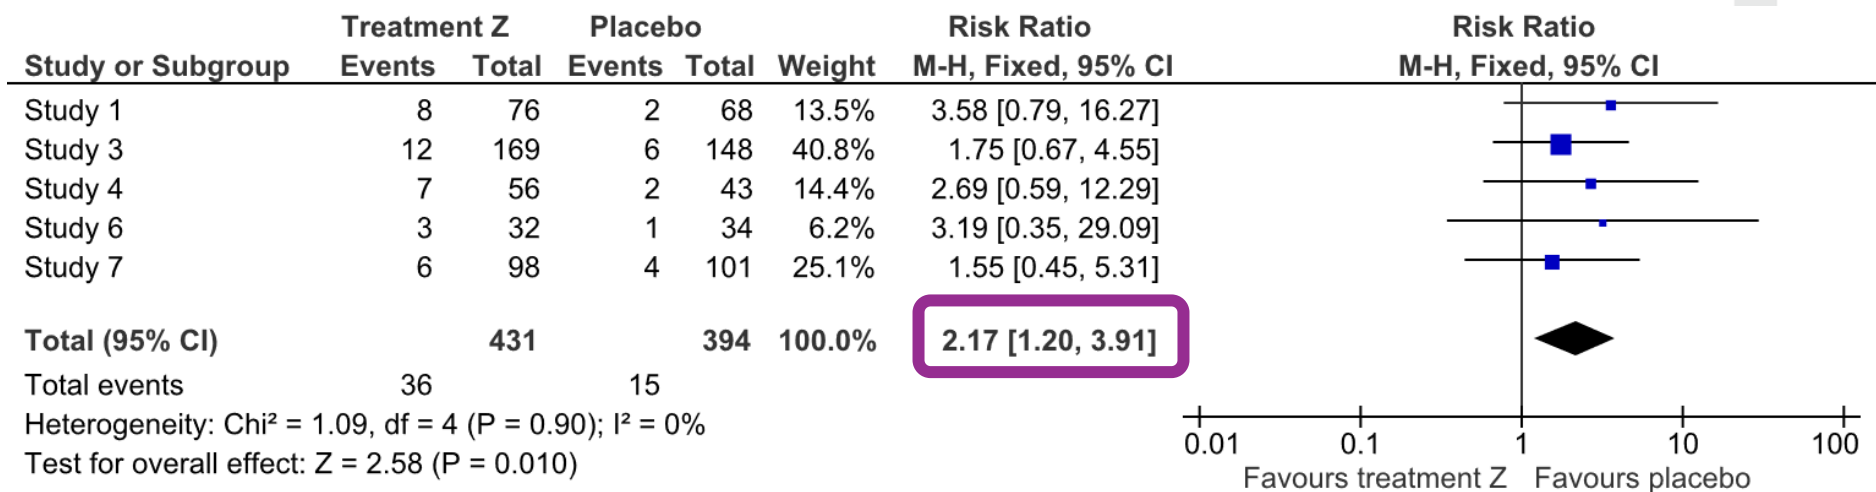 Treatment Z Placebo Risk Ratio Risk Ratio
Study or Subgroup Events Total Events Total Weight M-H, Fixed, 95% CI M-H, Fixed, 95% CI
Study 1 8 76 2 68 13.5% 3.58 [0.79, 16.27]
Study 3 12 169 6 148 40.8% 1.75 [0.67, 4.55]
Study 4 7 56 2 43 14.4% 2.69 [0.59, 12.29]
Study 6 3 32 1 34 6.2% 3.19 [0.35, 29.09]
Study 7 6 98 4 101 25.1% 1.55 [0.45, 5.31]
Total (95% CI) 431 394 100.0% 2.17 [1.20, 3.91]
Total events 36 15
Heterogeneity: Chi² = 1.09, df = 4 (P = 0.90); I² = 0%
Test for overall effect: Z = 2.58 (P = 0.010)
0.01 0.1 1 10 100
Favours treatment Z Favours placebo